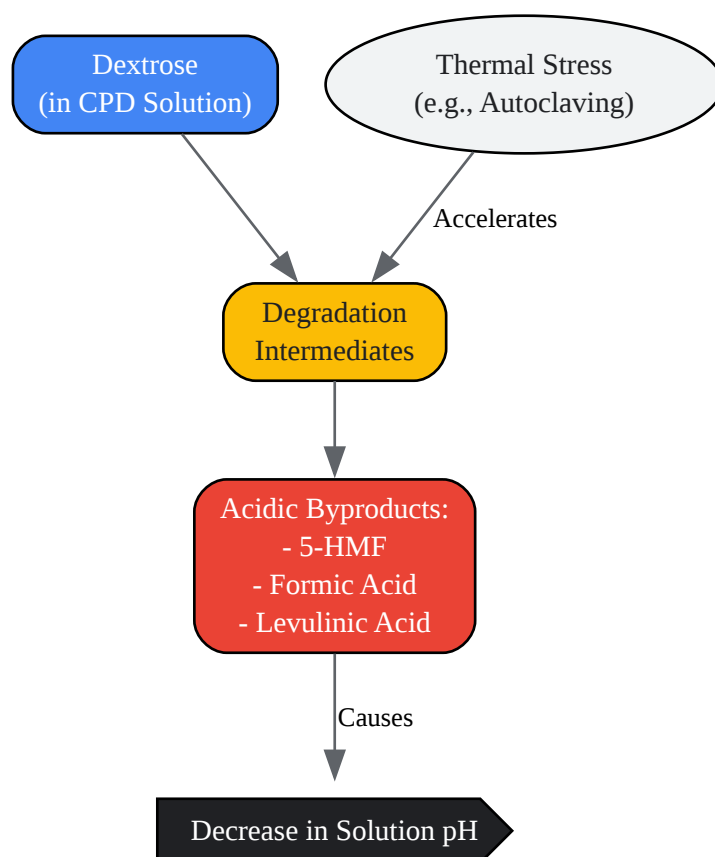 Dextrose
(in CPD Solution)
Thermal Stress
(e.g., Autoclaving)
Accelerates
Degradation
Intermediates
Acidic Byproducts:
- 5-HMF
- Formic Acid
- Levulinic Acid
Causes
Decrease in Solution pH